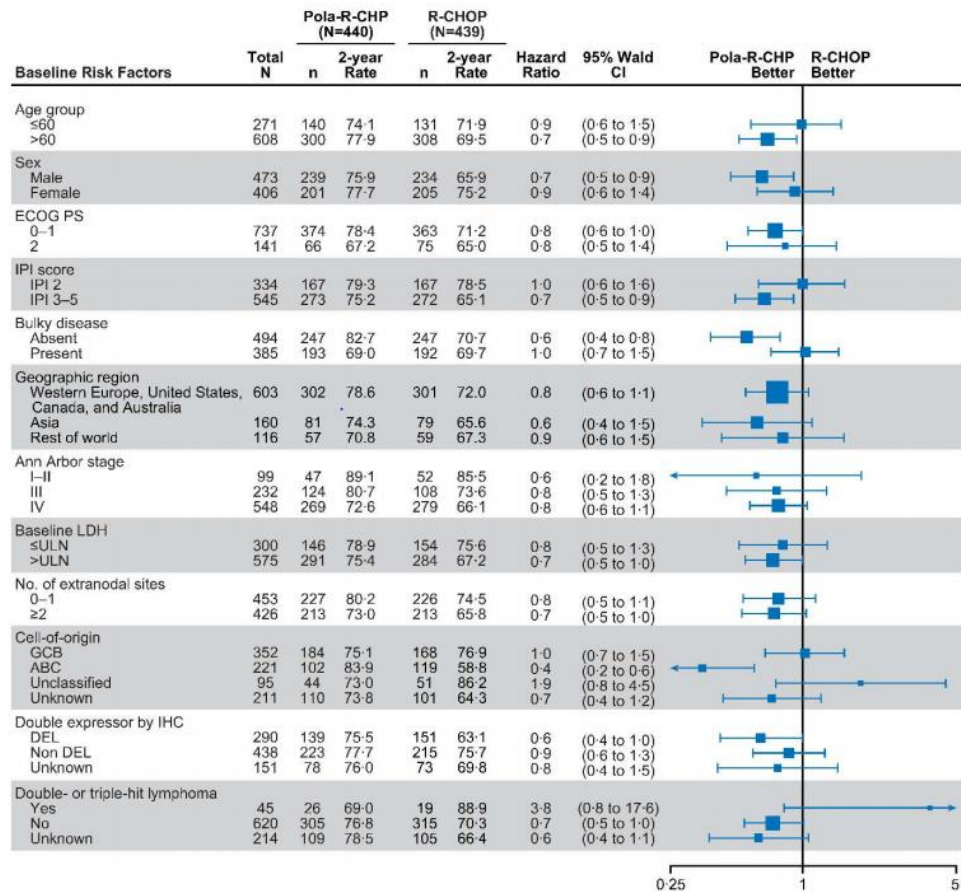 Pola-R-CHP (N=440) R-CHOP (N=439)
Baseline Risk Factors Total N n 2-year Rate n 2-year Rate Hazard Ratio 95% Wald CI Pola-R-CHP Better R-CHOP Better
Age group
≤60 271 140 74·1 131 71·9 0·9 (0·6 to 1·5)
>60 608 300 77·9 308 69·5 0·7 (0·5 to 0·9)
Sex
Male 473 239 75·9 234 65·9 0·7 (0·5 to 0·9)
Female 406 201 77·7 205 75·2 0·9 (0·6 to 1·4)
ECOG PS
0–1 737 374 78·4 363 71·2 0·8 (0·6 to 1·0)
2 141 66 67·2 75 65·0 0·8 (0·5 to 1·4)
IPI score
IPI 2 334 167 79·3 167 78·5 1·0 (0·6 to 1·6)
IPI 3–5 545 273 75·2 272 65·1 0·7 (0·5 to 0·9)
Bulky disease
Absent 494 247 82·7 247 70·7 0·6 (0·4 to 0·8)
Present 385 193 69·0 192 69·7 1·0 (0·7 to 1·5)
Geographic region
Western Europe, United States, 603 302 78·6 301 72·0 0·8 (0·6 to 1·1)
Canada, and Australia
Asia 160 81 74·3 79 65·6 0·6 (0·4 to 1·5)
Rest of world 116 57 70·8 59 67·3 0·9 (0·6 to 1·5)
Ann Arbor stage
I–II 99 47 89·1 52 85·5 0·6 (0·2 to 1·8)
III 232 124 80·7 108 73·6 0·8 (0·5 to 1·3)
IV 548 269 72·6 279 66·1 0·8 (0·6 to 1·1)
Baseline LDH
≤ULN 300 146 78·9 154 75·6 0·8 (0·5 to 1·3)
>ULN 575 291 75·4 284 67·2 0·7 (0·5 to 1·0)
No. of extranodal sites
0–1 453 227 80·2 226 74·5 0·8 (0·5 to 1·1)
≥2 426 213 73·0 213 65·8 0·7 (0·5 to 1·0)
Cell-of-origin
GCB 352 184 75·1 168 76·9 1·0 (0·7 to 1·5)
ABC 221 102 83·9 119 58·8 0·4 (0·2 to 0·6)
Unclassified 95 44 73·0 51 86·2 1·9 (0·8 to 4·5)
Unknown 211 110 73·8 101 64·3 0·7 (0·4 to 1·2)
Double expressor by IHC
DEL 290 139 75·5 151 63·1 0·6 (0·4 to 1·0)
Non DEL 438 223 77·7 215 75·7 0·9 (0·6 to 1·3)
Unknown 151 78 76·0 73 69·8 0·8 (0·4 to 1·5)
Double- or triple-hit lymphoma
Yes 45 26 69·0 19 88·9 3·8 (0·8 to 17·6)
No 620 305 76·8 315 70·3 0·7 (0·5 to 1·0)
Unknown 214 109 78·5 105 66·4 0·6 (0·4 to 1·1)
0·25 1 5